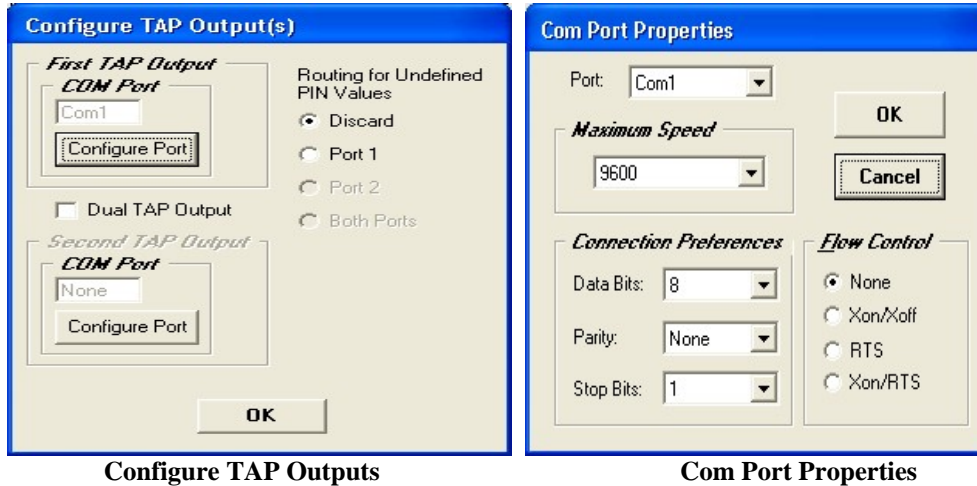 Configure TAP Output(s)
First TAP Output
COM Port
Com1
Configure Port
Dual TAP Output
Second TAP Output
COM Port
None
Configure Port
Routing for Undefined
PIN Values
Discard
Port 1
Port 2
Both Ports
OK
Com Port Properties
Port: Com1
Maximum Speed
9600
OK
Cancel
Connection Preferences
Data Bits: 8
Parity: None
Stop Bits: 1
Flow Control
None
Xon/Xoff
RTS
Xon/RTS
Configure TAP Outputs
Com Port Properties